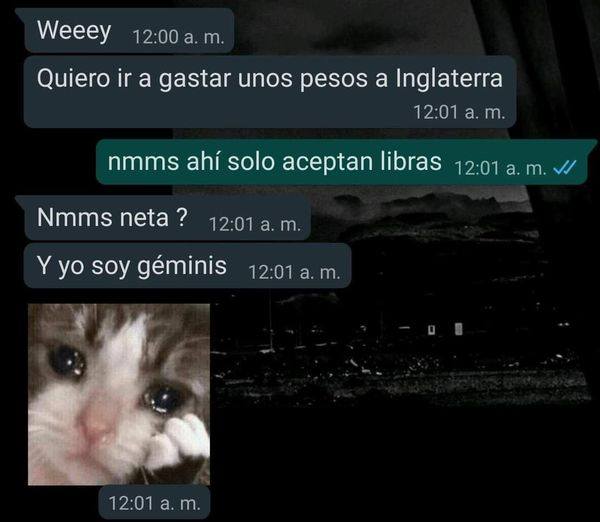 Weeey 12:00 a. m.
Quiero ir a gastar unos pesos a Inglaterra
12:01 a. m.
nmms ahí solo aceptan libras 12:01 a. m.
Nmms neta ? 12:01 a. m.
Y yo soy géminis 12:01 a. m.
12:01 a. m.